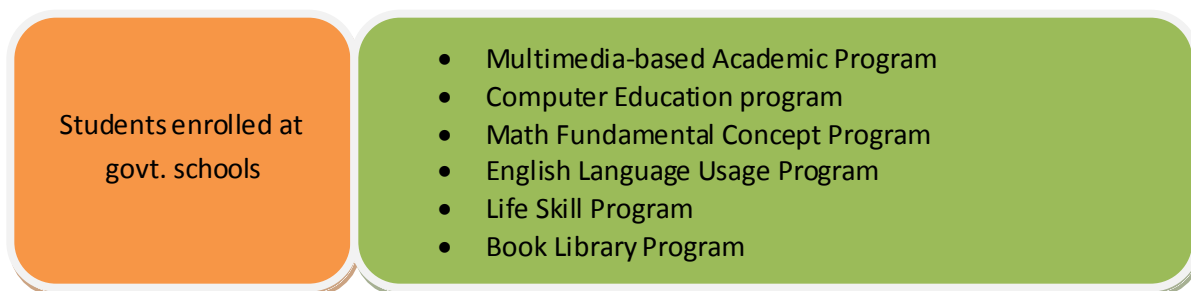 Students enrolled at
govt. schools
• Multimedia-based Academic Program
• Computer Education program
• Math Fundamental Concept Program
• English Language Usage Program
• Life Skill Program
• Book Library Program